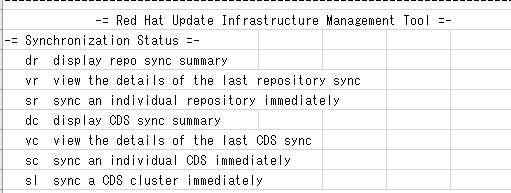 -= Red Hat Update Infrastructure Management Tool =-
-= Synchronization Status =-
dr display repo sync summary
vr view the details of the last repository sync
sr sync an individual repository immediately
dc display CDS sync summary
vc view the details of the last CDS sync
sc sync an individual CDS immediately
sl sync a CDS cluster immediately